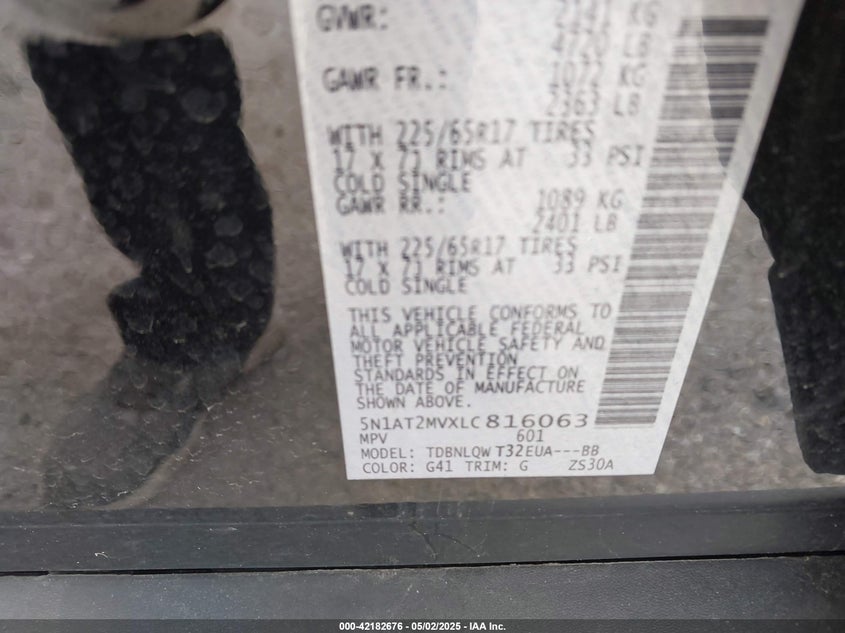 GVWR: 2141 KG
4720 LB
GAWR FR.: 1072 KG
2363 LB
WITH 225/65R17 TIRES
17 X 7J RIMS AT 33 PSI
COLD SINGLE
GAWR RR.: 1089 KG
2401 LB
WITH 225/65R17 TIRES
17 X 7J RIMS AT 33 PSI
COLD SINGLE
THIS VEHICLE CONFORMS TO
ALL APPLICABLE FEDERAL
MOTOR VEHICLE SAFETY AND
THEFT PREVENTION
STANDARDS IN EFFECT ON
THE DATE OF MANUFACTURE
SHOWN ABOVE.
5N1AT2MVXLC816063
MPV 601
MODEL: TDBNLQWT32EUA---BB
COLOR: G41 TRIM: G ZS30A
000-42182676 - 05/02/2025 - IAA Inc.